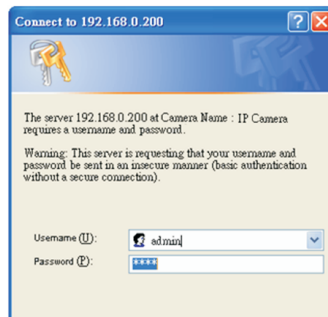 Connect to 192.168.0.200
The server 192.168.0.200 at Camera Name : IP Camera
requires a username and password.
Warning: This server is requesting that your username and
password be sent in an insecure manner (basic authentication
without a secure connection).
Username (U):
admin
Password (P):
****